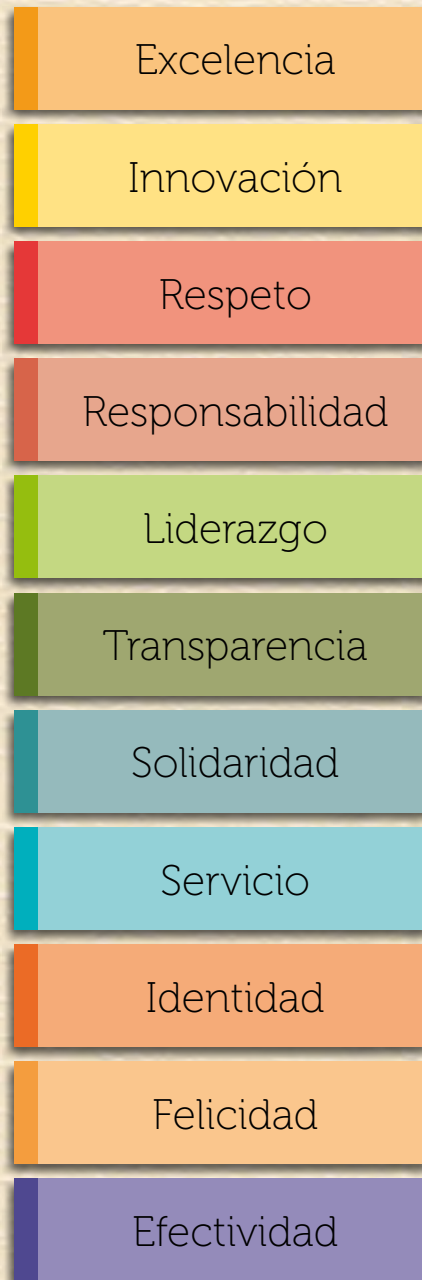 Excelencia
Innovación
Respeto
Responsabilidad
Liderazgo
Transparencia
Solidaridad
Servicio
Identidad
Felicidad
Efectividad